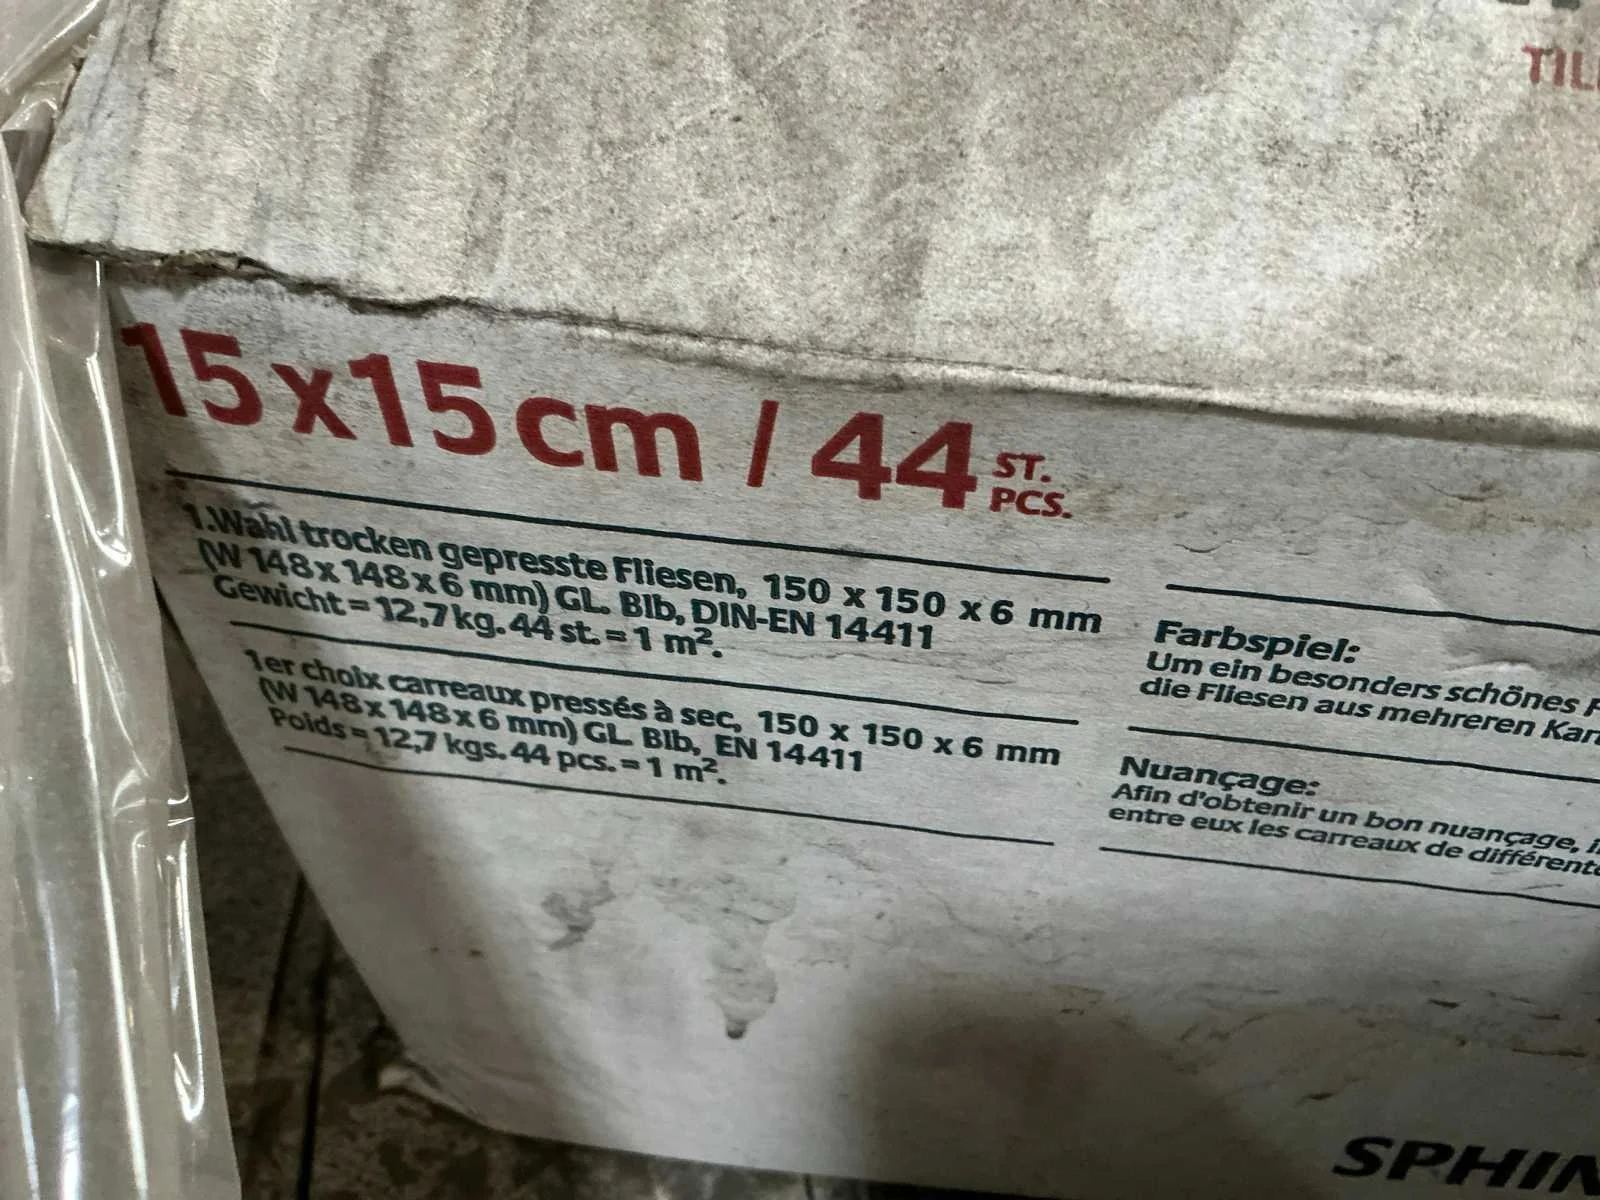 15x15cm / 44 ST. PCS.
1.Wahl trocken gepresste Fliesen, 150 x 150 x 6 mm
(W 148 x 148 x 6 mm) GL. BIb, DIN-EN 14411
Gewicht = 12,7 kg. 44 st. = 1 m².
1er choix carreaux pressés à sec, 150 x 150 x 6 mm
(W 148 x 148 x 6 mm) GL. BIb, EN 14411
Poids = 12,7 kgs. 44 pcs. = 1 m².
Farbspiel:
Um ein besonders schönes
die Fliesen aus mehreren
Nuançage:
Afin d'obtenir un bon nuançage,
entre eux les carreaux de